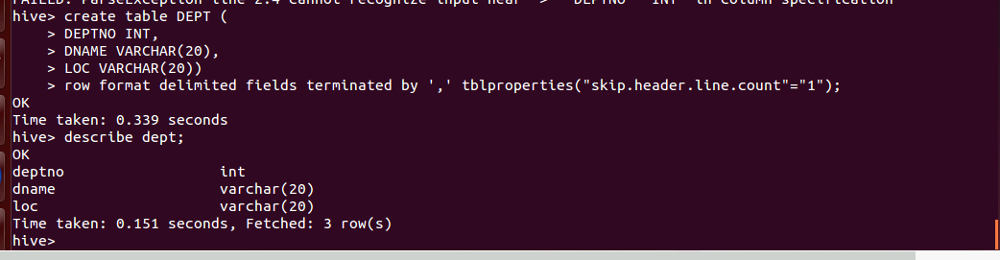 FAILED: ParseException line 2:4 cannot recognize input near '>' 'DEPTNO' 'INT' in column specification
hive> create table DEPT (
    > DEPTNO INT,
    > DNAME VARCHAR(20),
    > LOC VARCHAR(20))
    > row format delimited fields terminated by ',' tblproperties("skip.header.line.count"="1");
OK
Time taken: 0.339 seconds
hive> describe dept;
OK
deptno                  int
dname                   varchar(20)
loc                     varchar(20)
Time taken: 0.151 seconds, Fetched: 3 row(s)
hive>